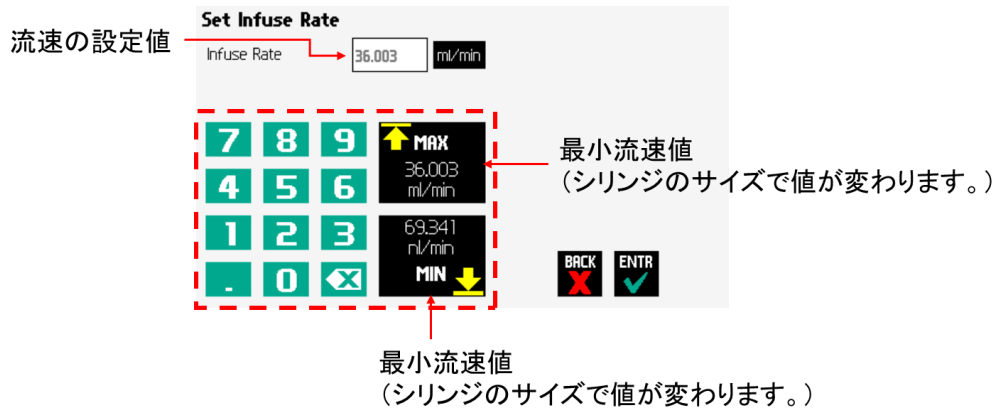 Set Infuse Rate
流速の設定値
Infuse Rate
36.003
ml/min
7 8 9
MAX
36.003
ml/min
最小流速値
(シリンジのサイズで値が変わります。)
4 5 6
1 2 3
69.341
nl/min
MIN
. 0
BACK
ENTR
最小流速値
(シリンジのサイズで値が変わります。)